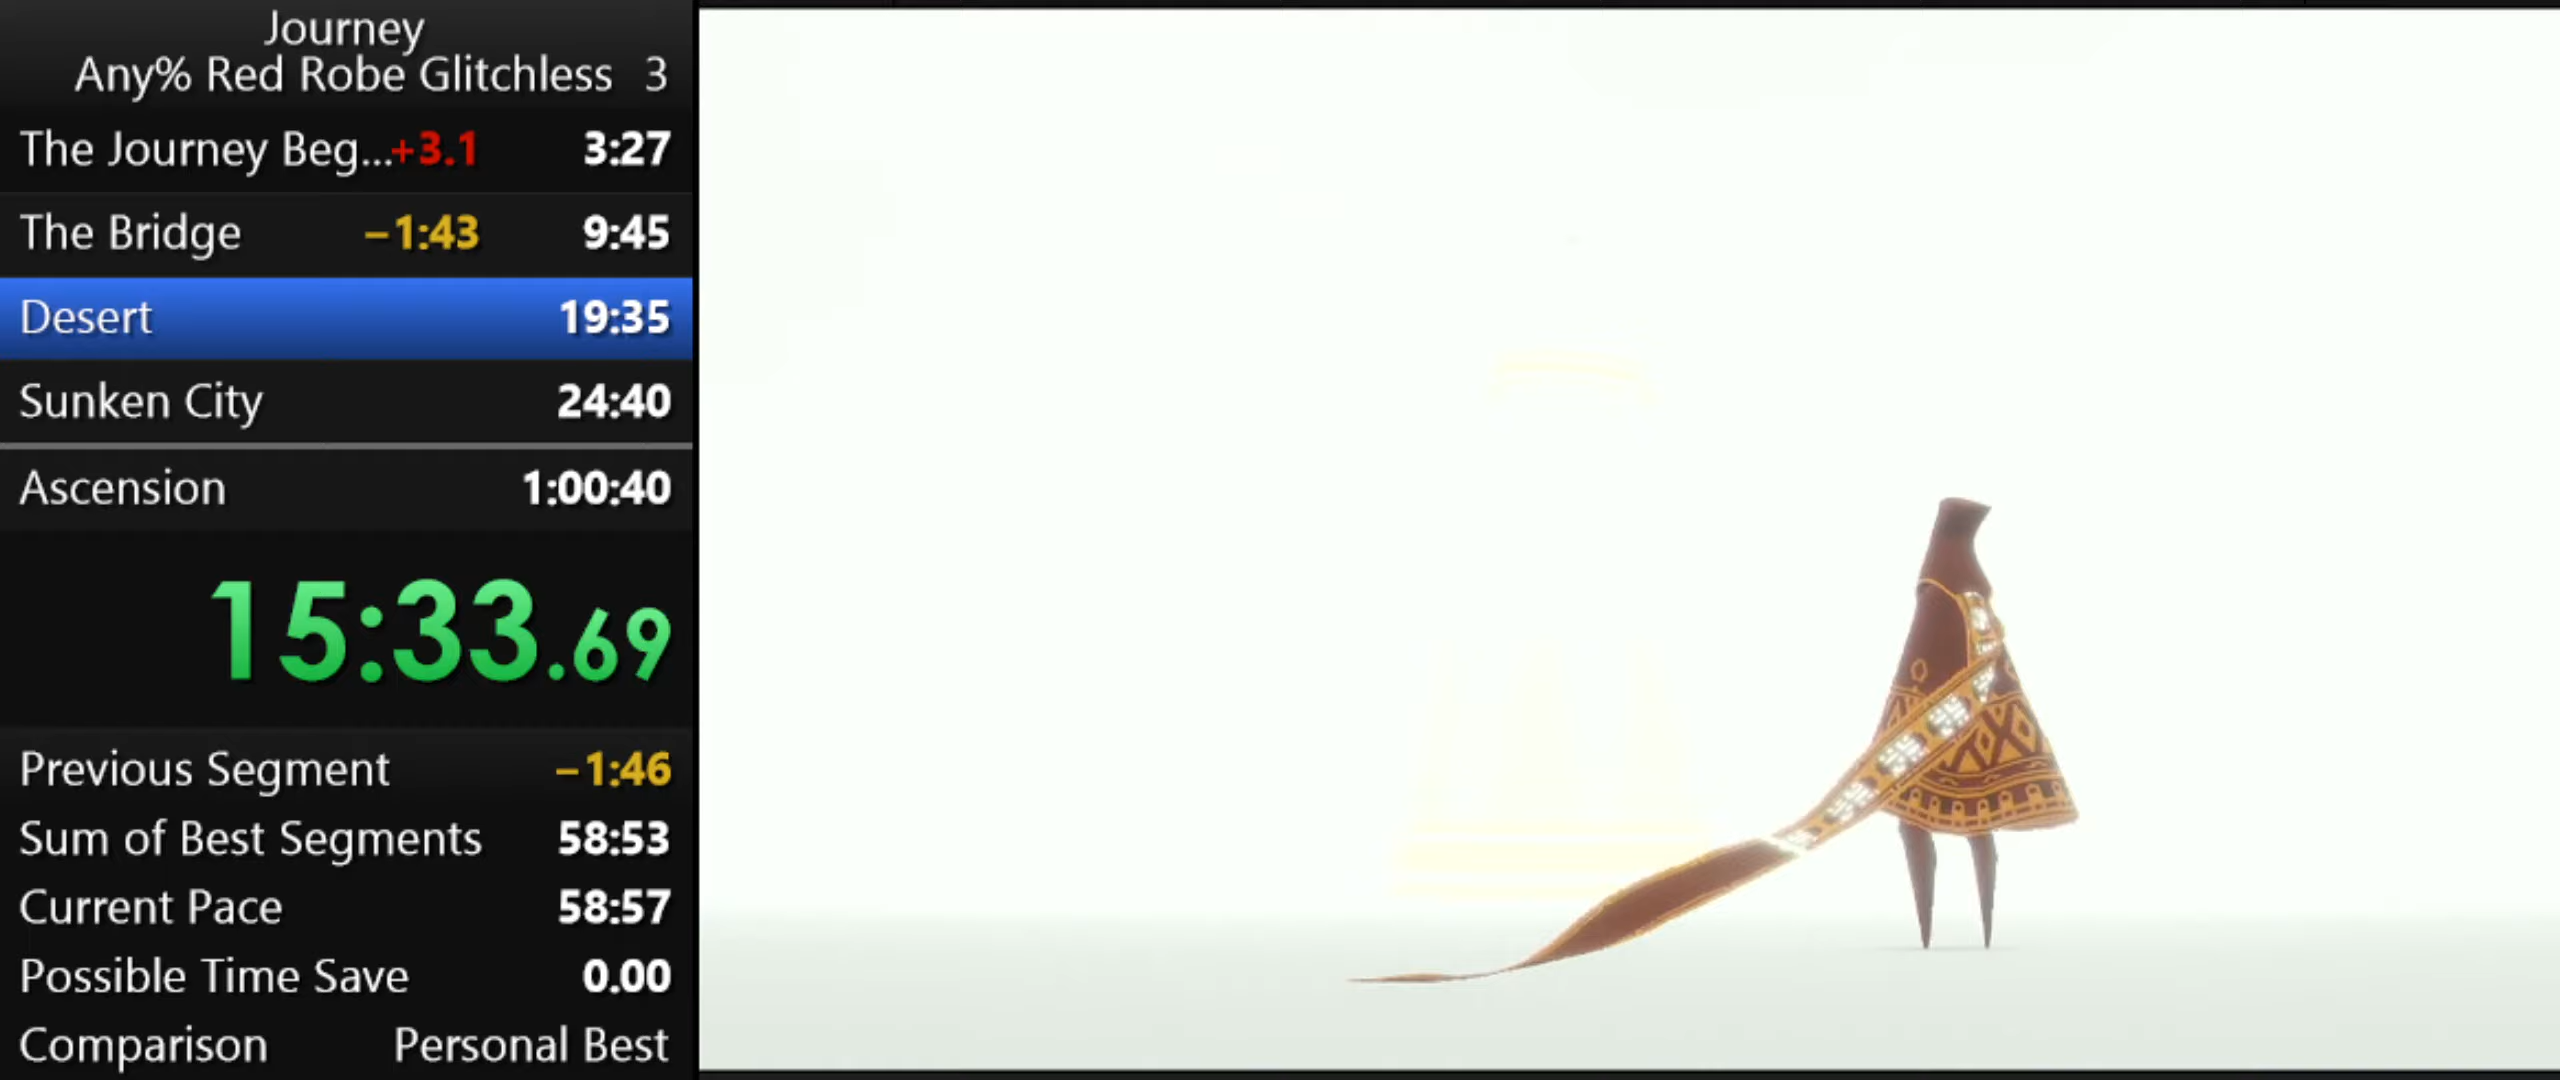 Journey
Any% Red Robe Glitchless 3
The Journey Beg... +3.1 3:27
The Bridge −1:43 9:45
Desert 19:35
Sunken City 24:40
Ascension 1:00:40
15:33.69
Previous Segment −1:46
Sum of Best Segments 58:53
Current Pace 58:57
Possible Time Save 0.00
Comparison Personal Best